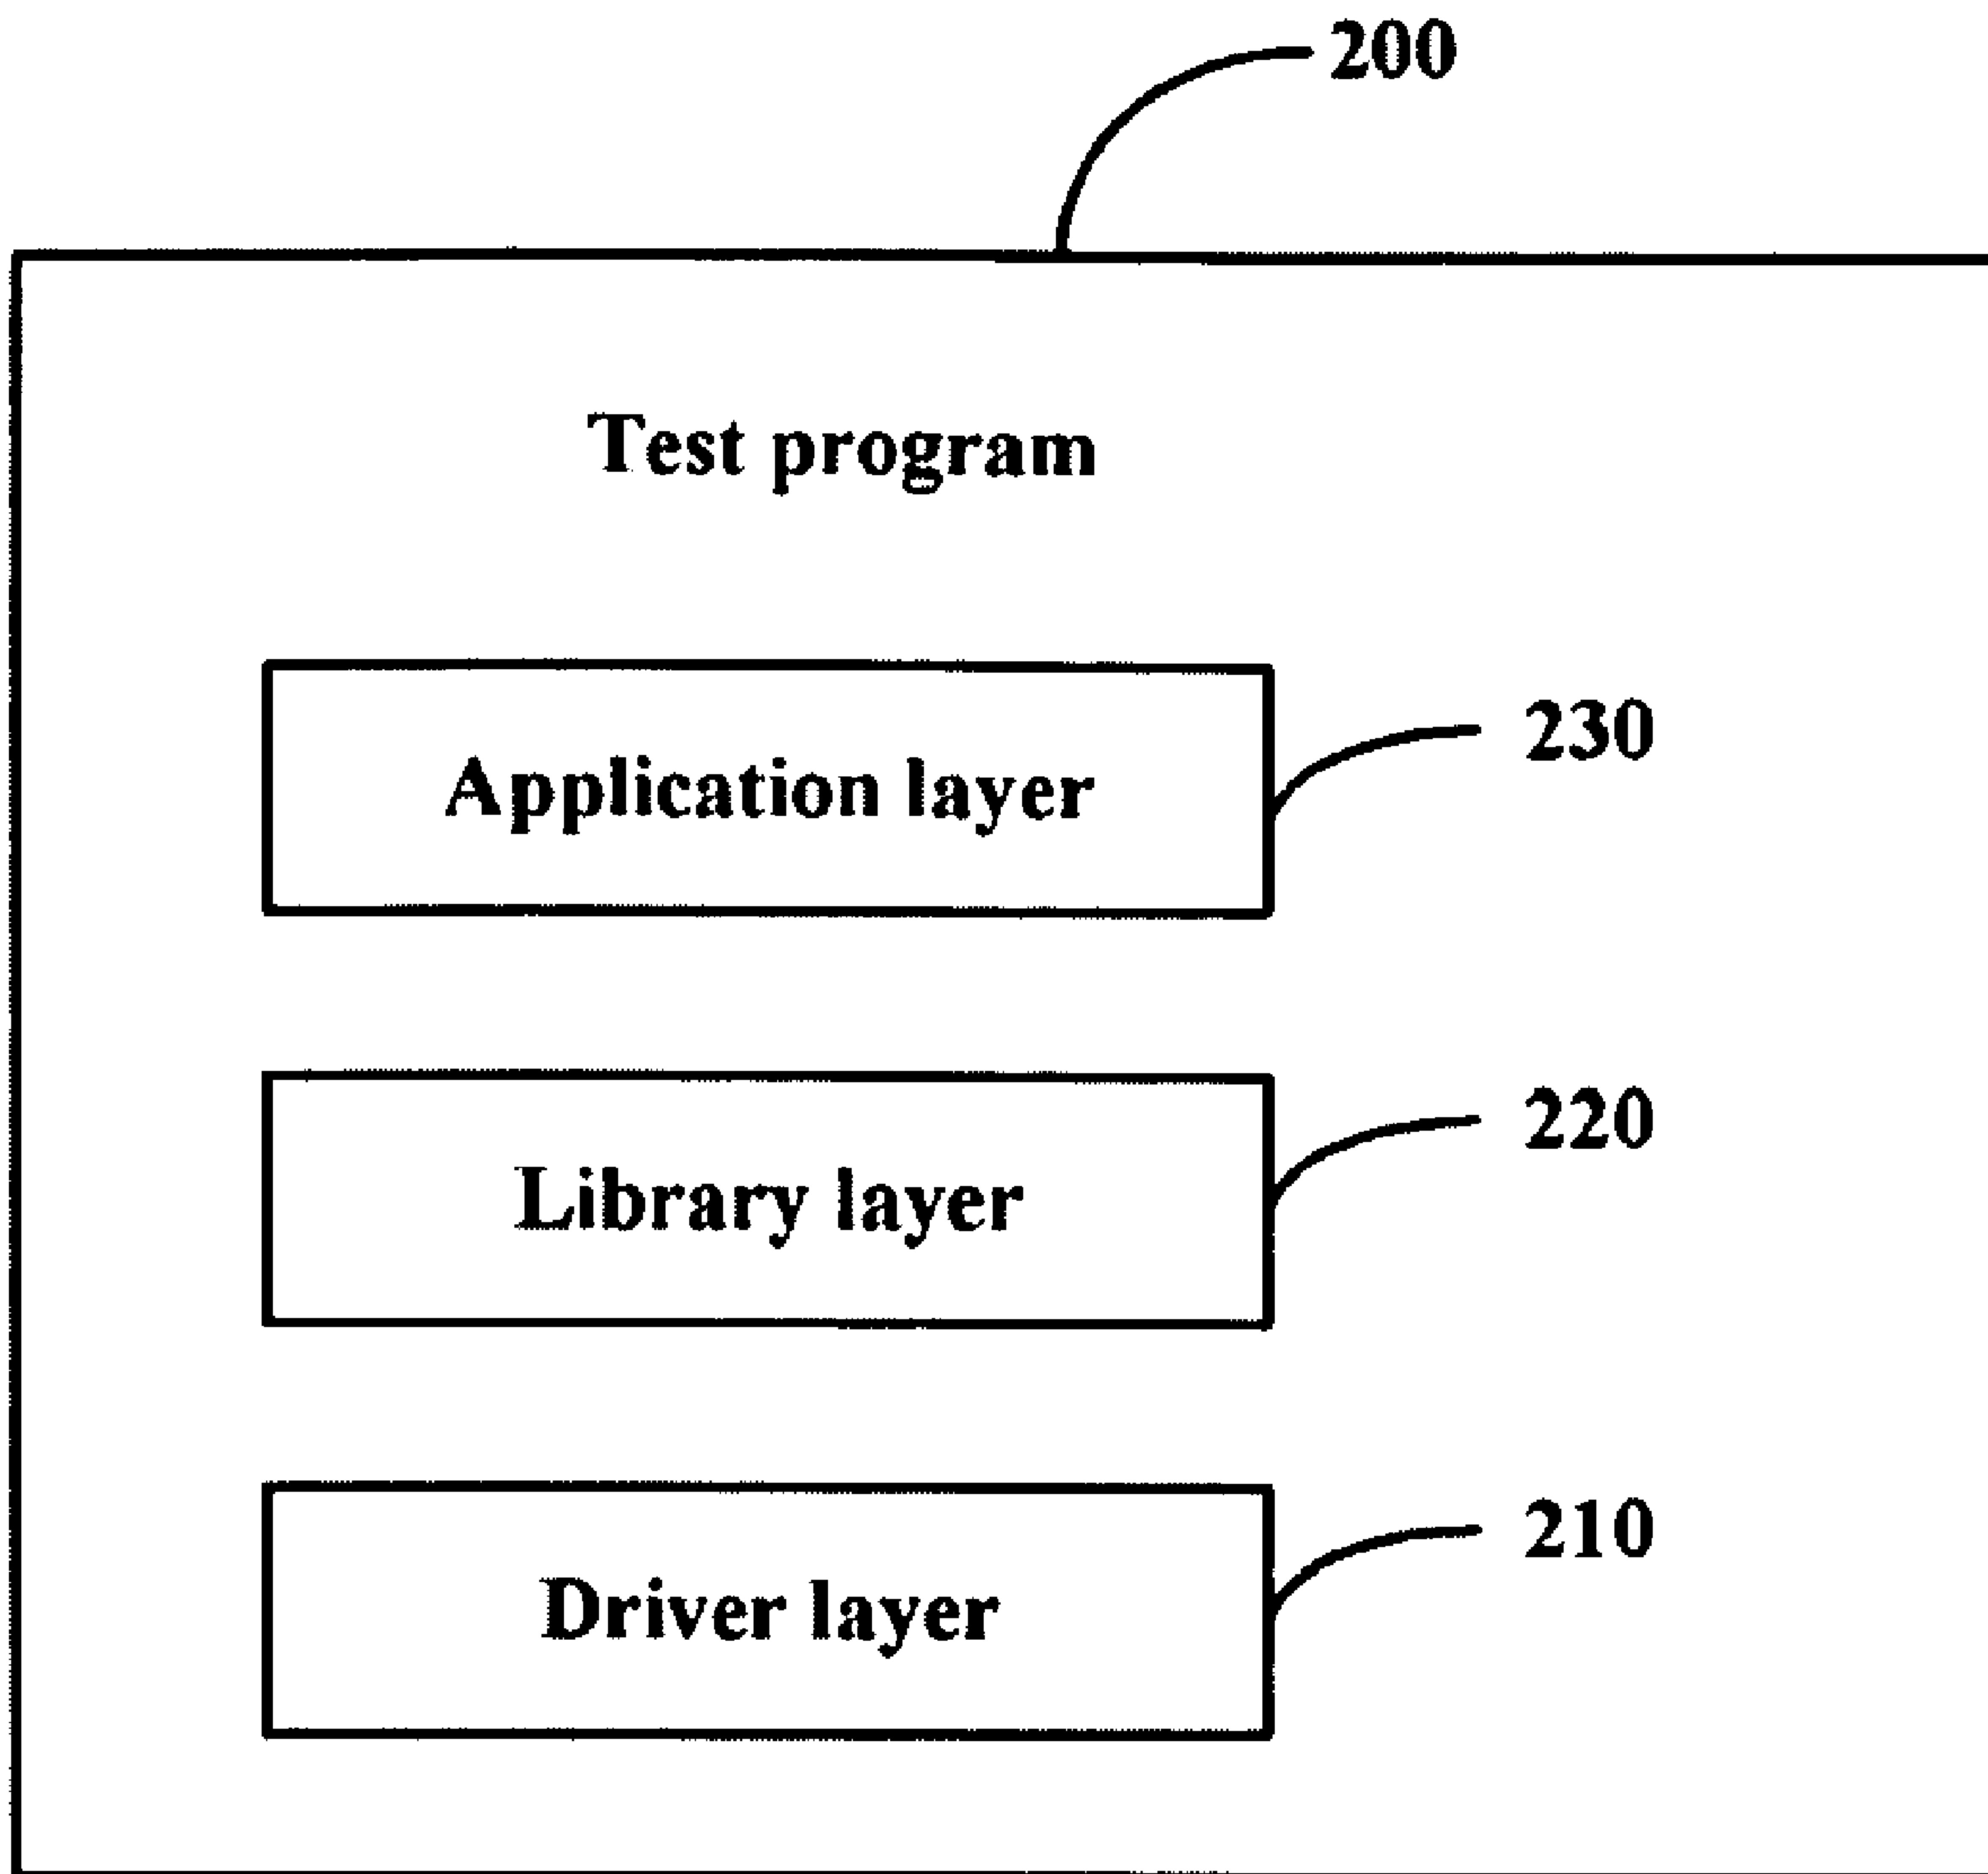 200
Test program
230
Application layer
220
Library layer
210
Driver layer